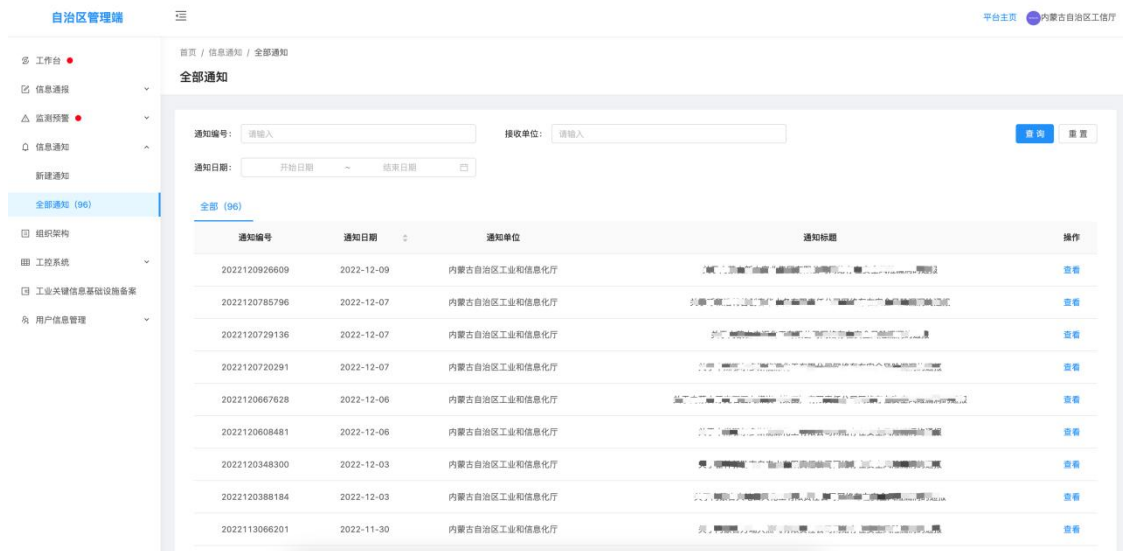 自治区管理端
平台主页 内蒙古自治区工信厅
工作台
信息通报
监测预警
信息通知
新建通知
全部通知（96）
组织架构
工控系统
工业关键信息基础设施备案
用户信息管理
首页 / 信息通知 / 全部通知
全部通知
通知编号： 请输入 接收单位： 请输入 查询 重置
通知日期： 开始日期 ~ 结束日期
全部（96）
通知编号 通知日期 通知单位 通知标题 操作
2022120926609 2022-12-09 内蒙古自治区工业和信息化厅 查看
2022120785796 2022-12-07 内蒙古自治区工业和信息化厅 查看
2022120729136 2022-12-07 内蒙古自治区工业和信息化厅 查看
2022120720291 2022-12-07 内蒙古自治区工业和信息化厅 查看
2022120667628 2022-12-06 内蒙古自治区工业和信息化厅 查看
2022120608481 2022-12-06 内蒙古自治区工业和信息化厅 查看
2022120348300 2022-12-03 内蒙古自治区工业和信息化厅 查看
2022120388184 2022-12-03 内蒙古自治区工业和信息化厅 查看
2022113066201 2022-11-30 内蒙古自治区工业和信息化厅 查看